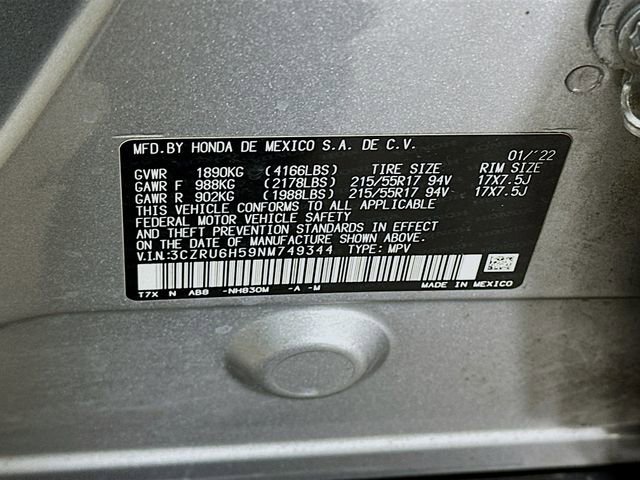 MFD.BY HONDA DE MEXICO S.A. DE C.V.
01/'22
GVWR 1890KG (4166LBS) TIRE SIZE RIM SIZE
GAWR F 988KG (2178LBS) 215/55R17 94V 17X7.5J
GAWR R 902KG (1988LBS) 215/55R17 94V 17X7.5J
THIS VEHICLE CONFORMS TO ALL APPLICABLE
FEDERAL MOTOR VEHICLE SAFETY
AND THEFT PREVENTION STANDARDS IN EFFECT
ON THE DATE OF MANUFACTURE SHOWN ABOVE.
V.I.N.:3CZRU6H59NM749344 TYPE: MPV
T7X N AB8 -NH830M -A -M MADE IN MEXICO